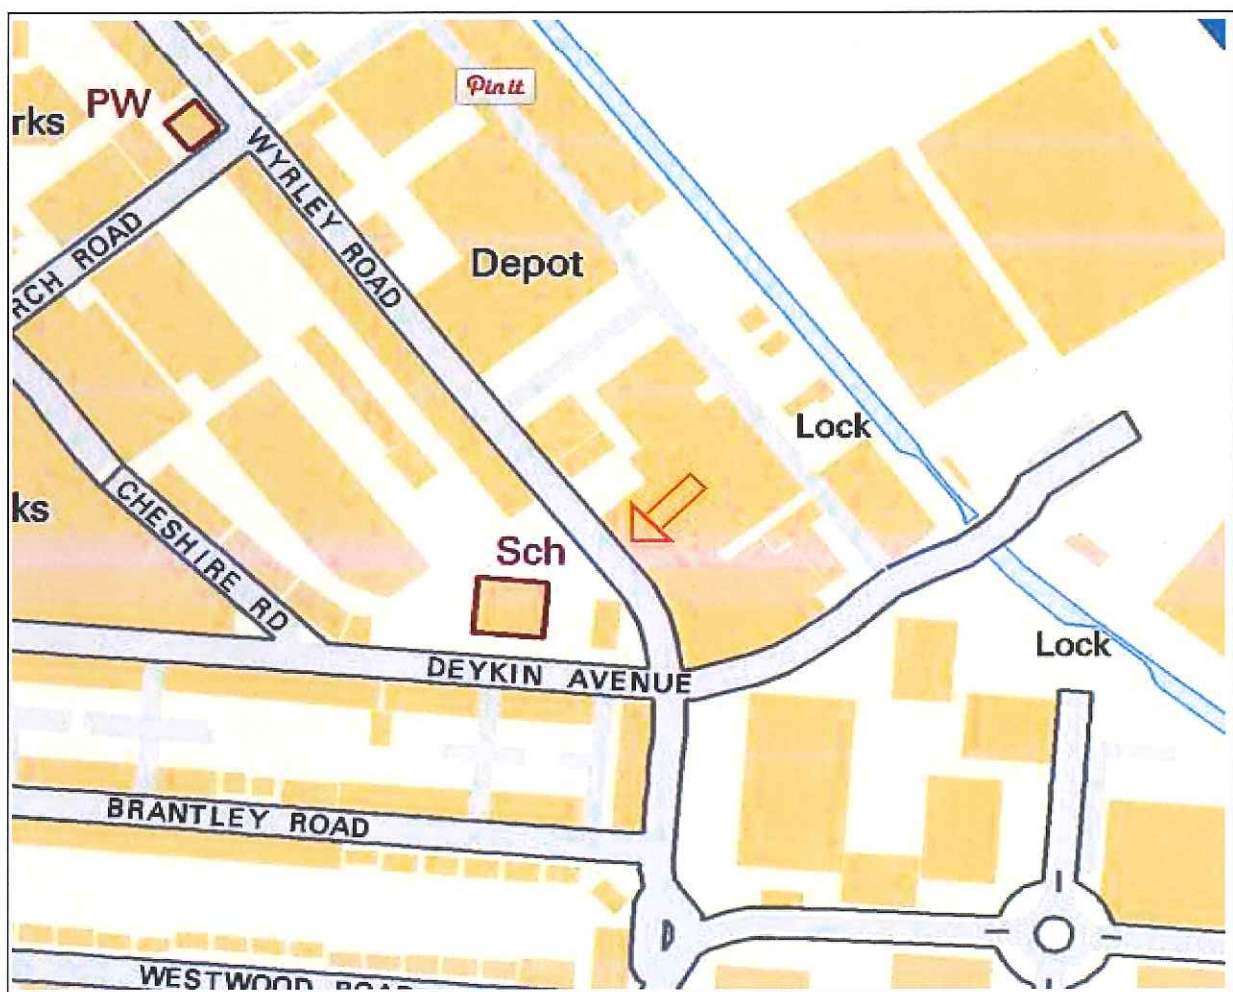 Pin it
PW
rks
WYRLEY ROAD
RCH ROAD
Depot
Lock
ks
CHESHIRE RD
Sch
Lock
DEYKIN AVENUE
BRANTLEY ROAD
WESTWOOD ROAD